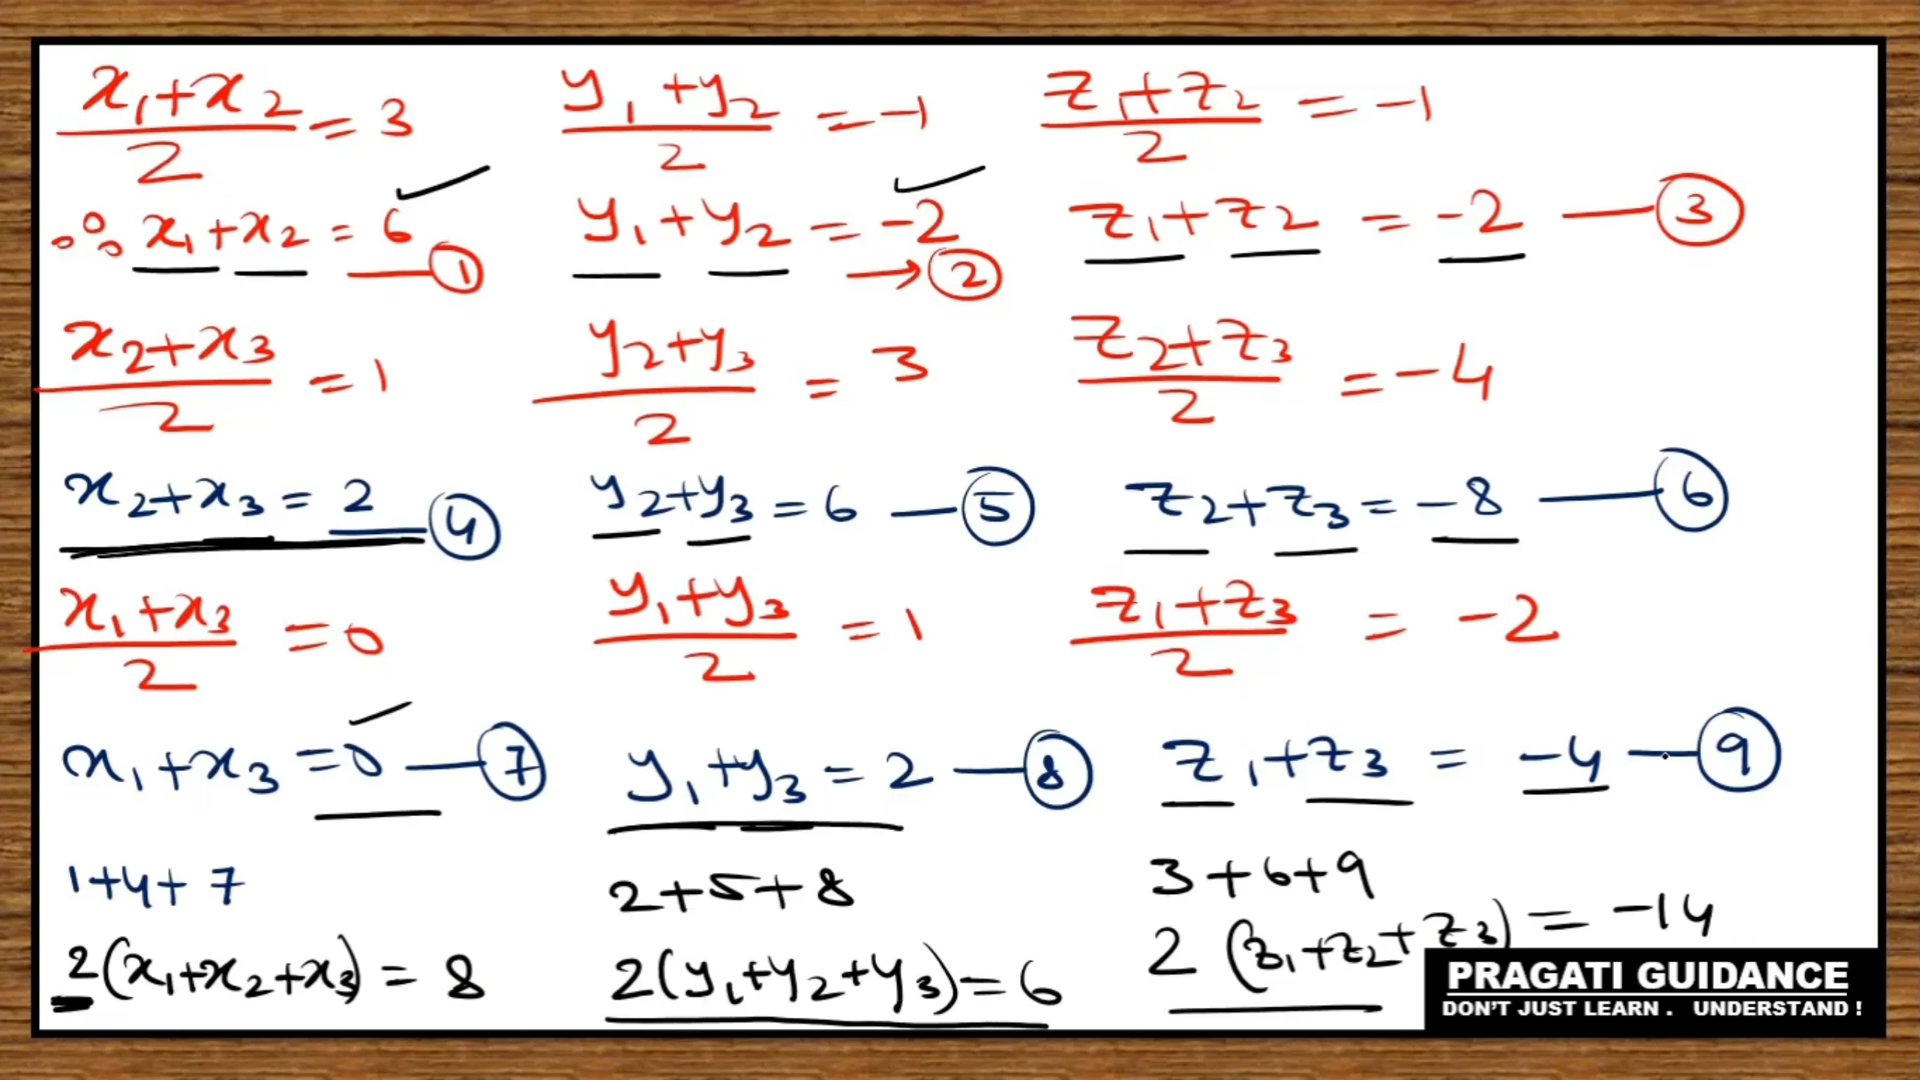 x₁+x₂/2 = 3 y₁+y₂/2 = -1 z₁+z₂/2 = -1
∴ x₁+x₂ = 6 —① y₁+y₂ = -2 →② z₁+z₂ = -2 —③
x₂+x₃/2 = 1 y₂+y₃/2 = 3 z₂+z₃/2 = -4
x₂+x₃ = 2 —④ y₂+y₃ = 6 —⑤ z₂+z₃ = -8 —⑥
x₁+x₃/2 = 0 y₁+y₃/2 = 1 z₁+z₃/2 = -2
x₁+x₃ = 0 —⑦ y₁+y₃ = 2 —⑧ z₁+z₃ = -4 —⑨
1+4+7 2+5+8 3+6+9
2(x₁+x₂+x₃) = 8 2(y₁+y₂+y₃) = 6 2(z₁+z₂+z₃) = -14
PRAGATI GUIDANCE
DON'T JUST LEARN . UNDERSTAND !